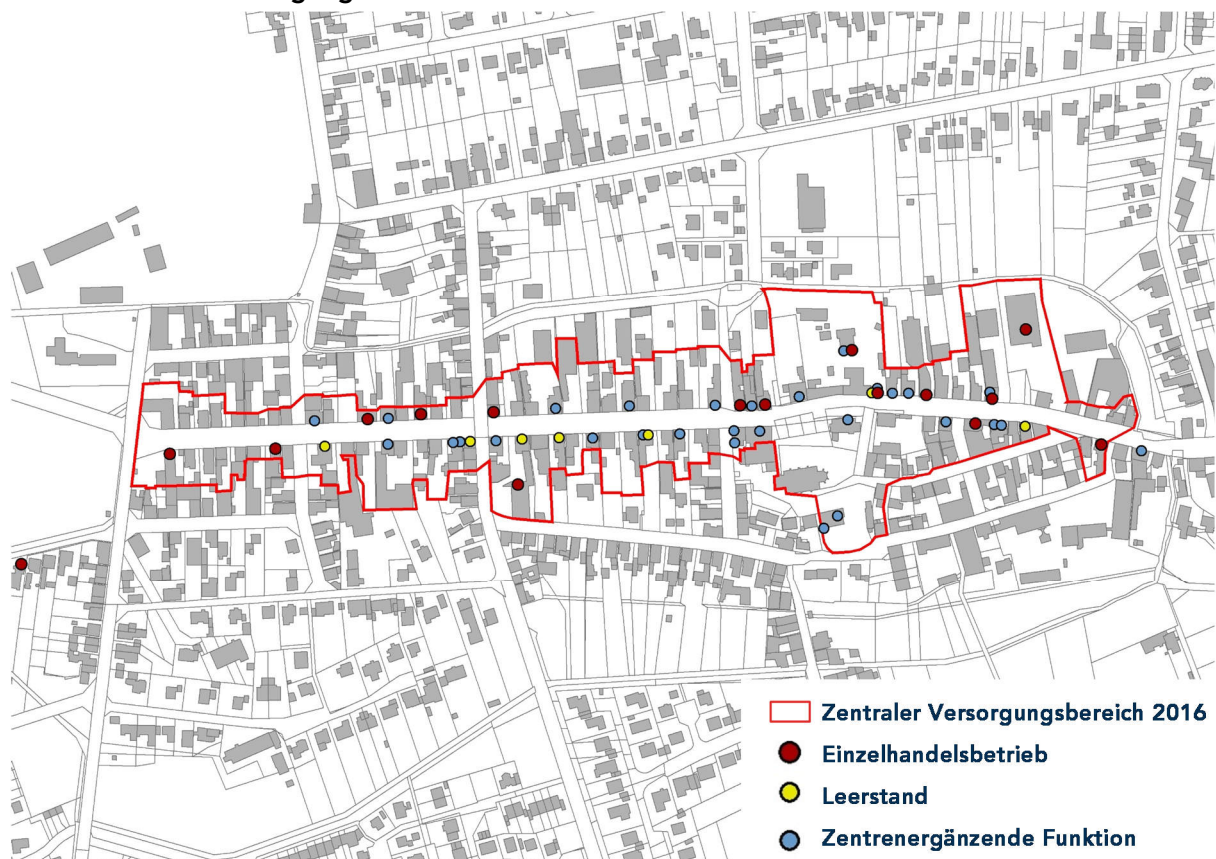 Zentraler Versorgungsbereich 2016
Einzelhandelsbetrieb
Leerstand
Zentrenergänzende Funktion